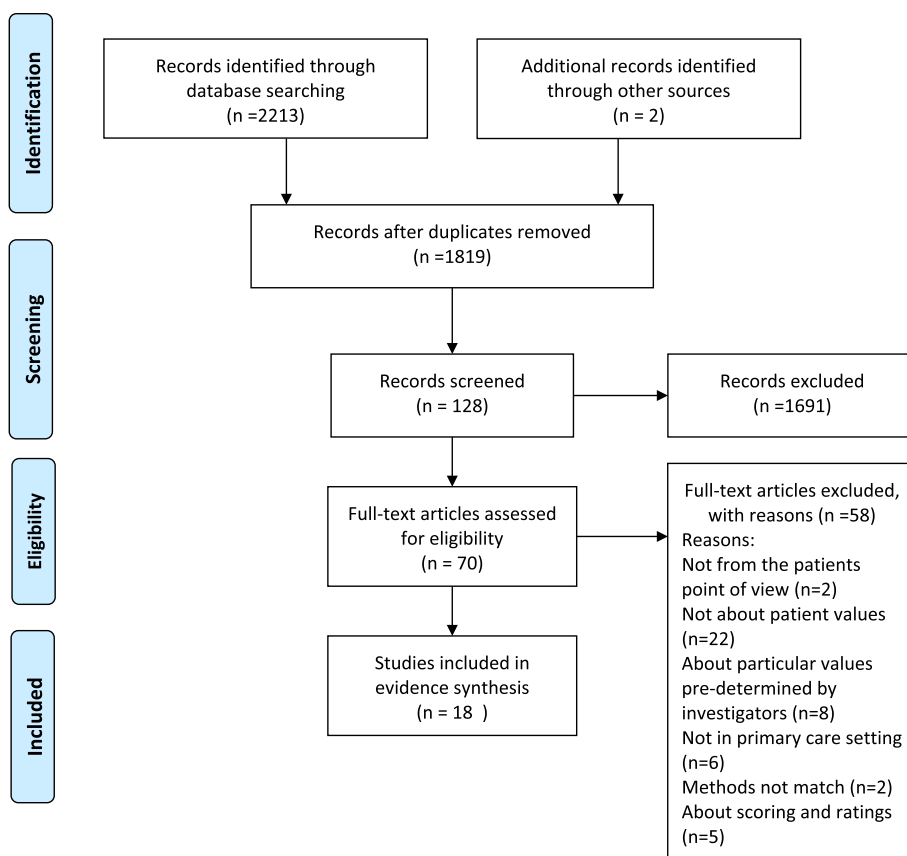 Identification
Records identified through
database searching
(n =2213)
Additional records identified
through other sources
(n = 2)
Records after duplicates removed
(n =1819)
Screening
Records screened
(n = 128)
Records excluded
(n =1691)
Eligibility
Full-text articles assessed
for eligibility
(n = 70)
Full-text articles excluded,
with reasons (n =58)
Reasons:
Not from the patients
point of view (n=2)
Not about patient values
(n=22)
About particular values
pre-determined by
investigators (n=8)
Not in primary care setting
(n=6)
Methods not match (n=2)
About scoring and ratings
(n=5)
Included
Studies included in
evidence synthesis
(n = 18 )